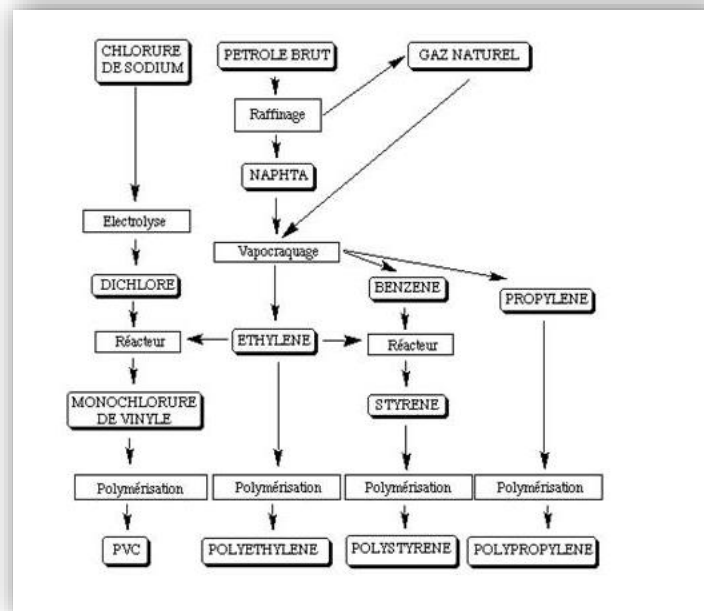 CHLORURE
DE SODIUM
PETROLE BRUT
GAZ NATUREL
Raffinage
NAPHTA
Electrolyse
Vapocraquage
DICHLORE
BENZENE
PROPYLENE
Réacteur
ETHYLENE
Réacteur
MONOCHLORURE
DE VINYLE
STYRENE
Polymérisation
Polymérisation
Polymérisation
Polymérisation
PVC
POLYETHYLENE
POLYSTYRENE
POLYPROPYLENE